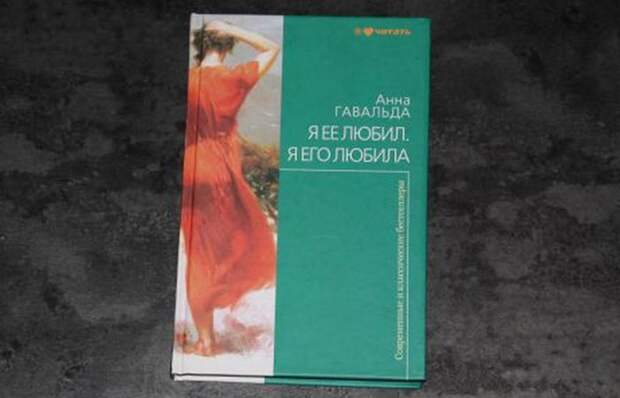 Я ❤ читать
Анна
ГАВАЛЬДА
Я ЕЕ ЛЮБИЛ.
Я ЕГО ЛЮБИЛА
Современные и классические бестселлеры